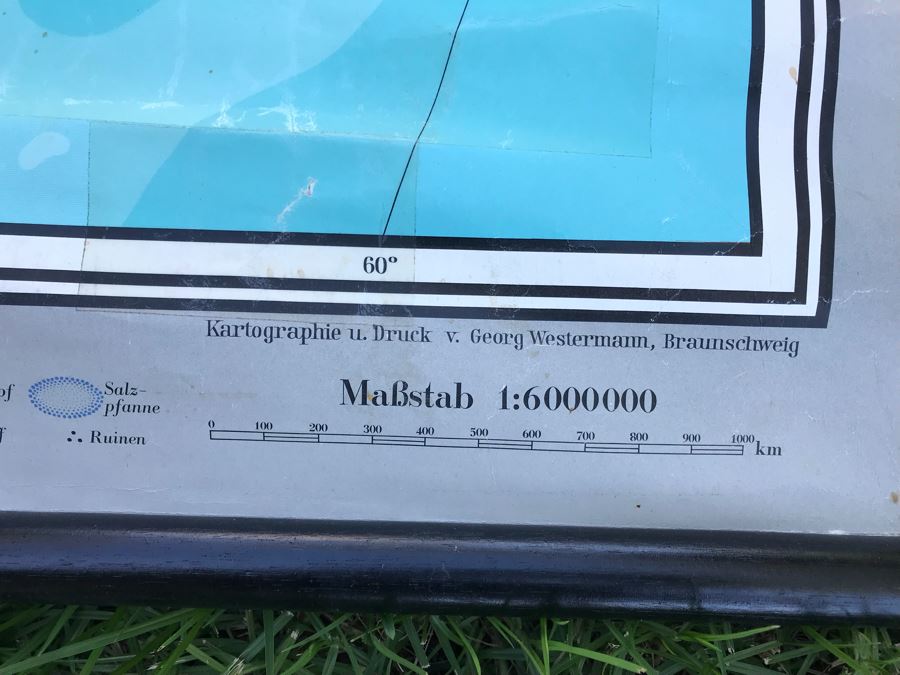 60°
Kartographie u. Druck v. Georg Westermann, Braunschweig
Salz-
pfanne
Ruinen
Maßstab 1:6000000
0 100 200 300 400 500 600 700 800 900 1000 km